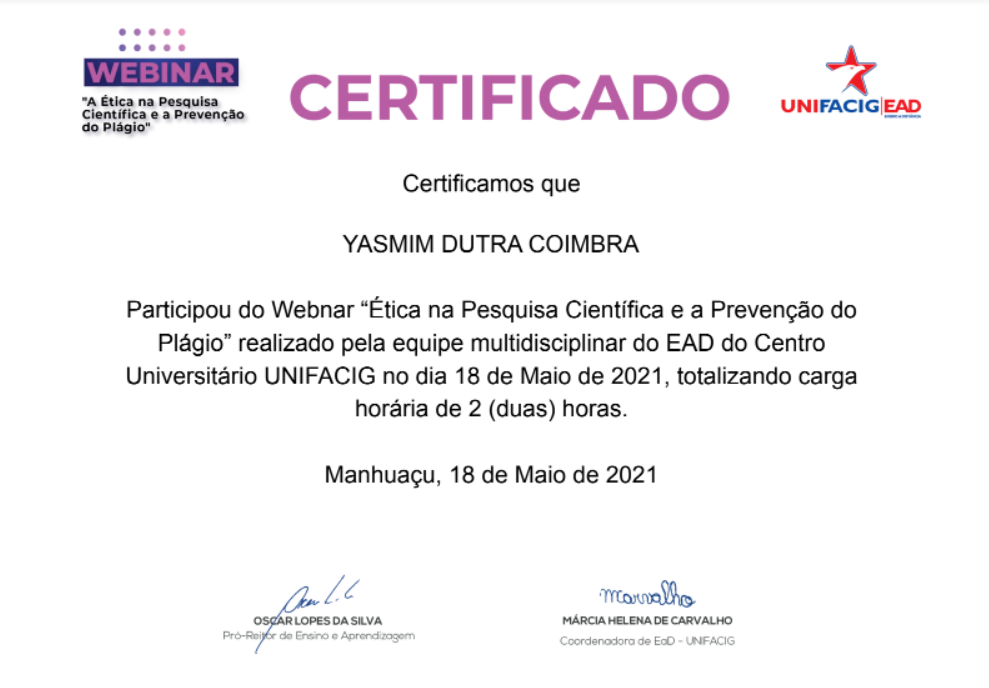 WEBINAR
"A Ética na Pesquisa
Científica e a Prevenção
do Plágio"
CERTIFICADO
UNIFACIG EAD
Certificamos que
YASMIM DUTRA COIMBRA
Participou do Webnar “Ética na Pesquisa Científica e a Prevenção do
Plágio” realizado pela equipe multidisciplinar do EAD do Centro
Universitário UNIFACIG no dia 18 de Maio de 2021, totalizando carga
horária de 2 (duas) horas.
Manhuaçu, 18 de Maio de 2021
OSCAR LOPES DA SILVA
Pró-Reitor de Ensino e Aprendizagem
Marvalho
MÁRCIA HELENA DE CARVALHO
Coordenadora de EaD - UNIFACIG